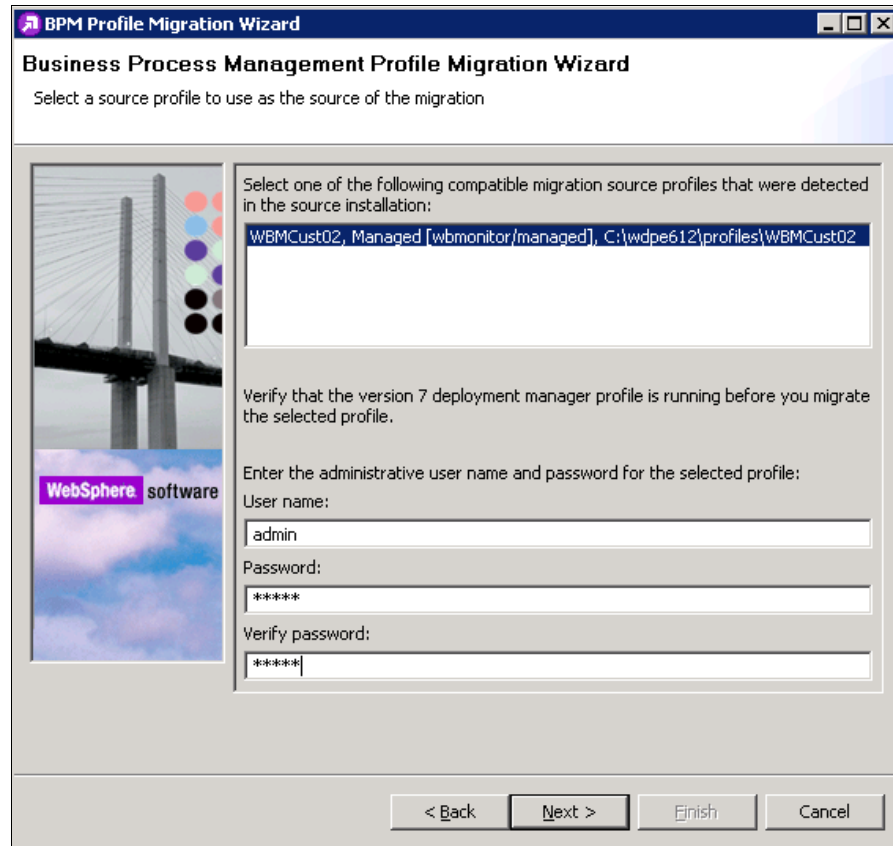 BPM Profile Migration Wizard
Business Process Management Profile Migration Wizard
Select a source profile to use as the source of the migration
Select one of the following compatible migration source profiles that were detected
in the source installation:
WBMCust02, Managed [wbmonitor/managed], C:\wdpe612\profiles\WBMCust02
Verify that the version 7 deployment manager profile is running before you migrate
the selected profile.
Enter the administrative user name and password for the selected profile:
User name:
admin
Password:
*****
Verify password:
*****
WebSphere software
< Back Next > Finish Cancel